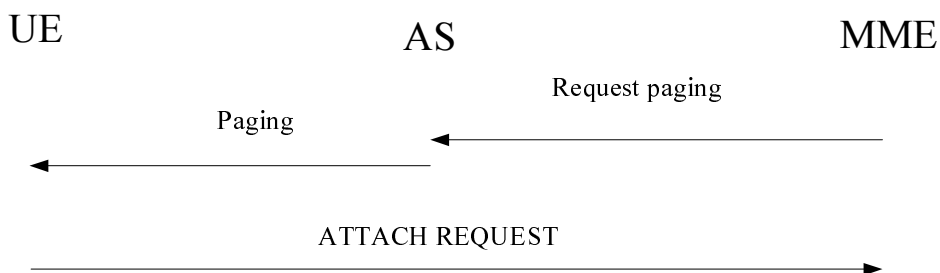 UE
AS
MME
Request paging
Paging
ATTACH REQUEST